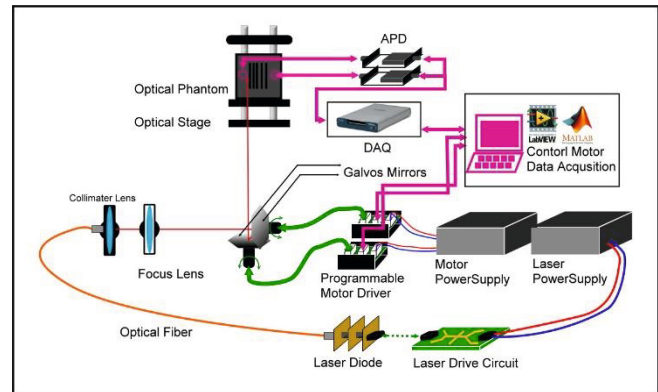 APD
Optical Phantom
Optical Stage
DAQ
LabVIEW
MATLAB
Contorl Motor
Data Acqusition
Galvos Mirrors
Collimater Lens
Focus Lens
Programmable
Motor Driver
Motor
PowerSupply
Laser
PowerSupply
Optical Fiber
Laser Diode
Laser Drive Circuit